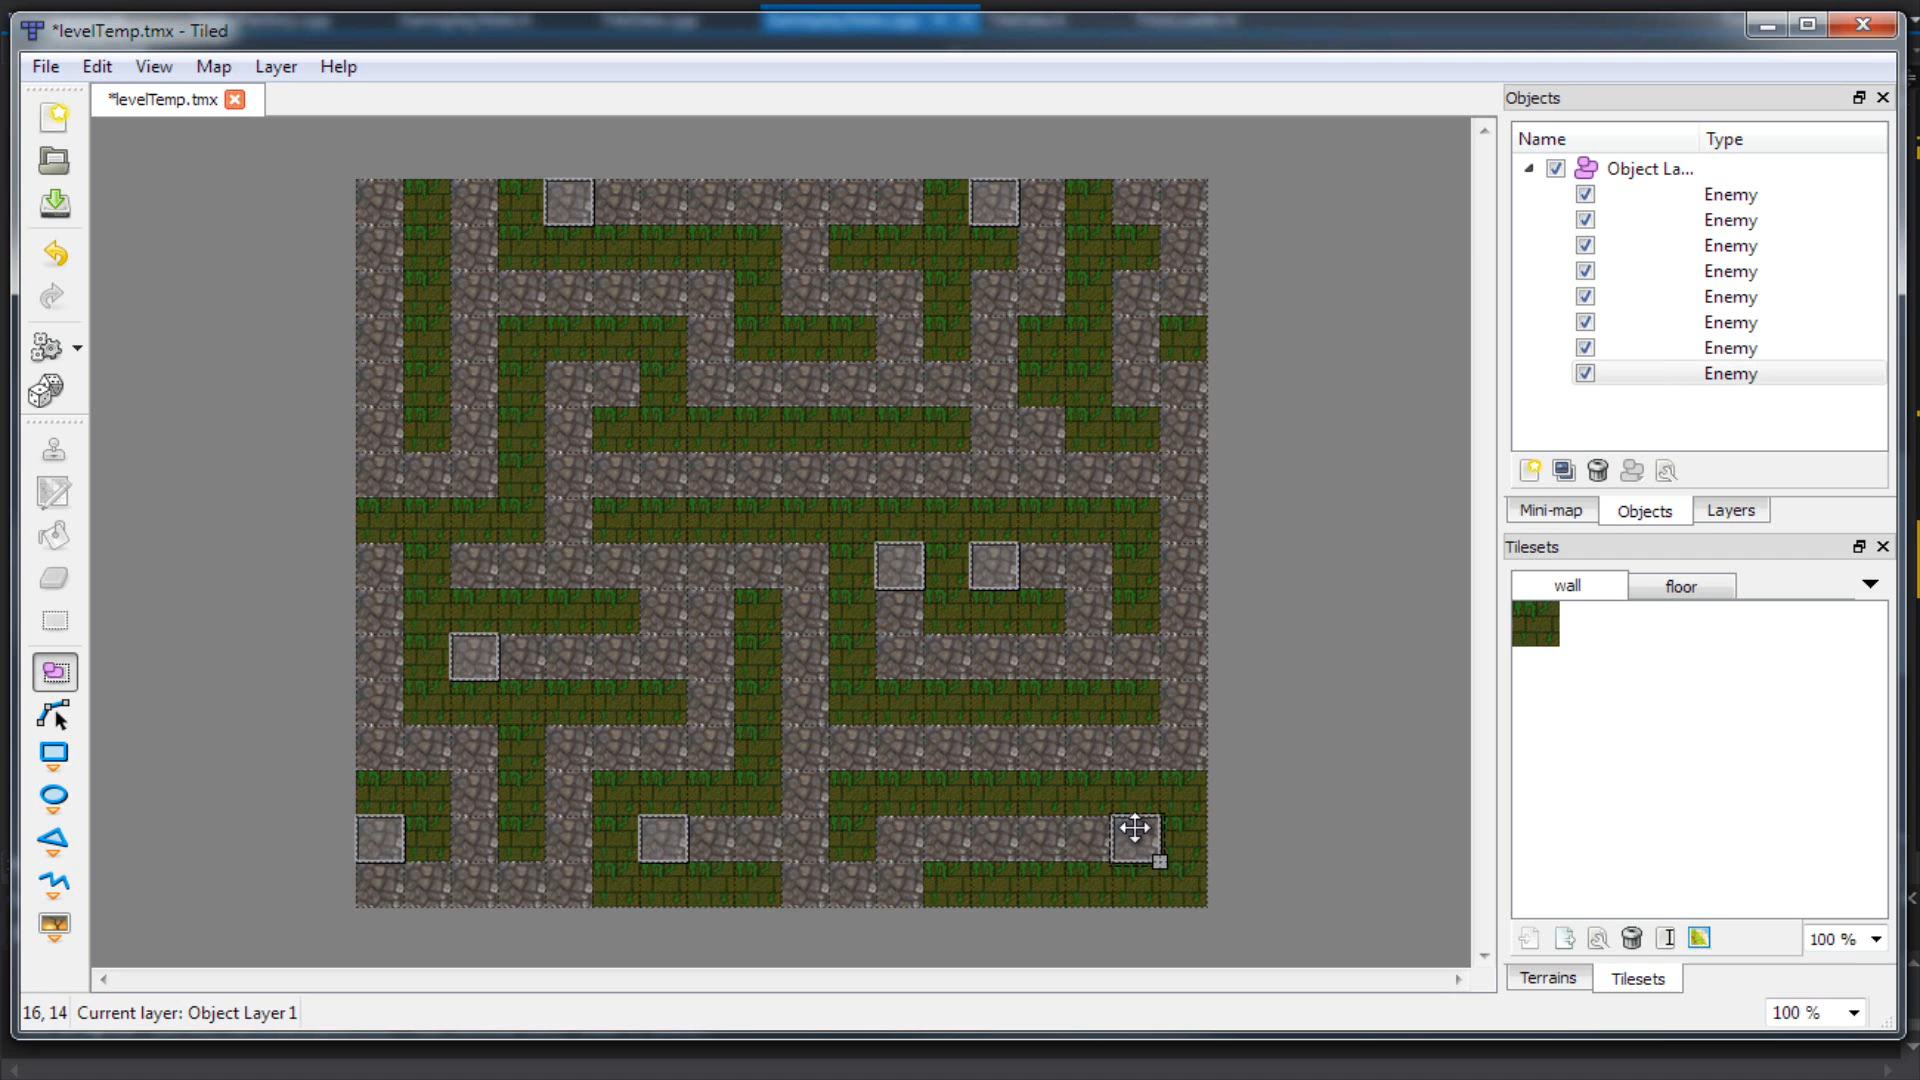 *levelTemp.tmx - Tiled
File Edit View Map Layer Help
*levelTemp.tmx
Objects
Name Type
Object La...
Enemy
Enemy
Enemy
Enemy
Enemy
Enemy
Enemy
Enemy
Mini-map Objects Layers
Tilesets
wall floor
100 %
Terrains Tilesets
16, 14 Current layer: Object Layer 1
100 %